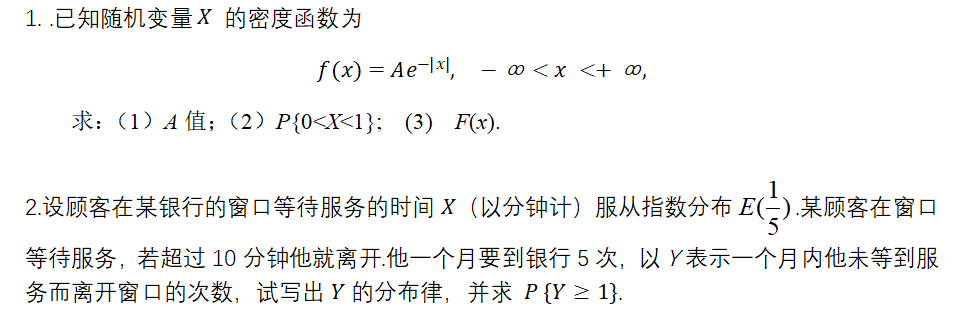 1. .已知随机变量 X 的密度函数为
f(x) = Ae^{-|x|}, − ∞ < x <+ ∞,
求:（1）A 值;（2）P{0<X<1}; (3) F(x).
2.设顾客在某银行的窗口等待服务的时间 X（以分钟计）服从指数分布 E(\frac{1}{5}).某顾客在窗口
等待服务，若超过 10 分钟他就离开.他一个月要到银行 5 次，以 Y 表示一个月内他未等到服
务而离开窗口的次数，试写出 Y 的分布律，并求 P {Y ≥ 1}.